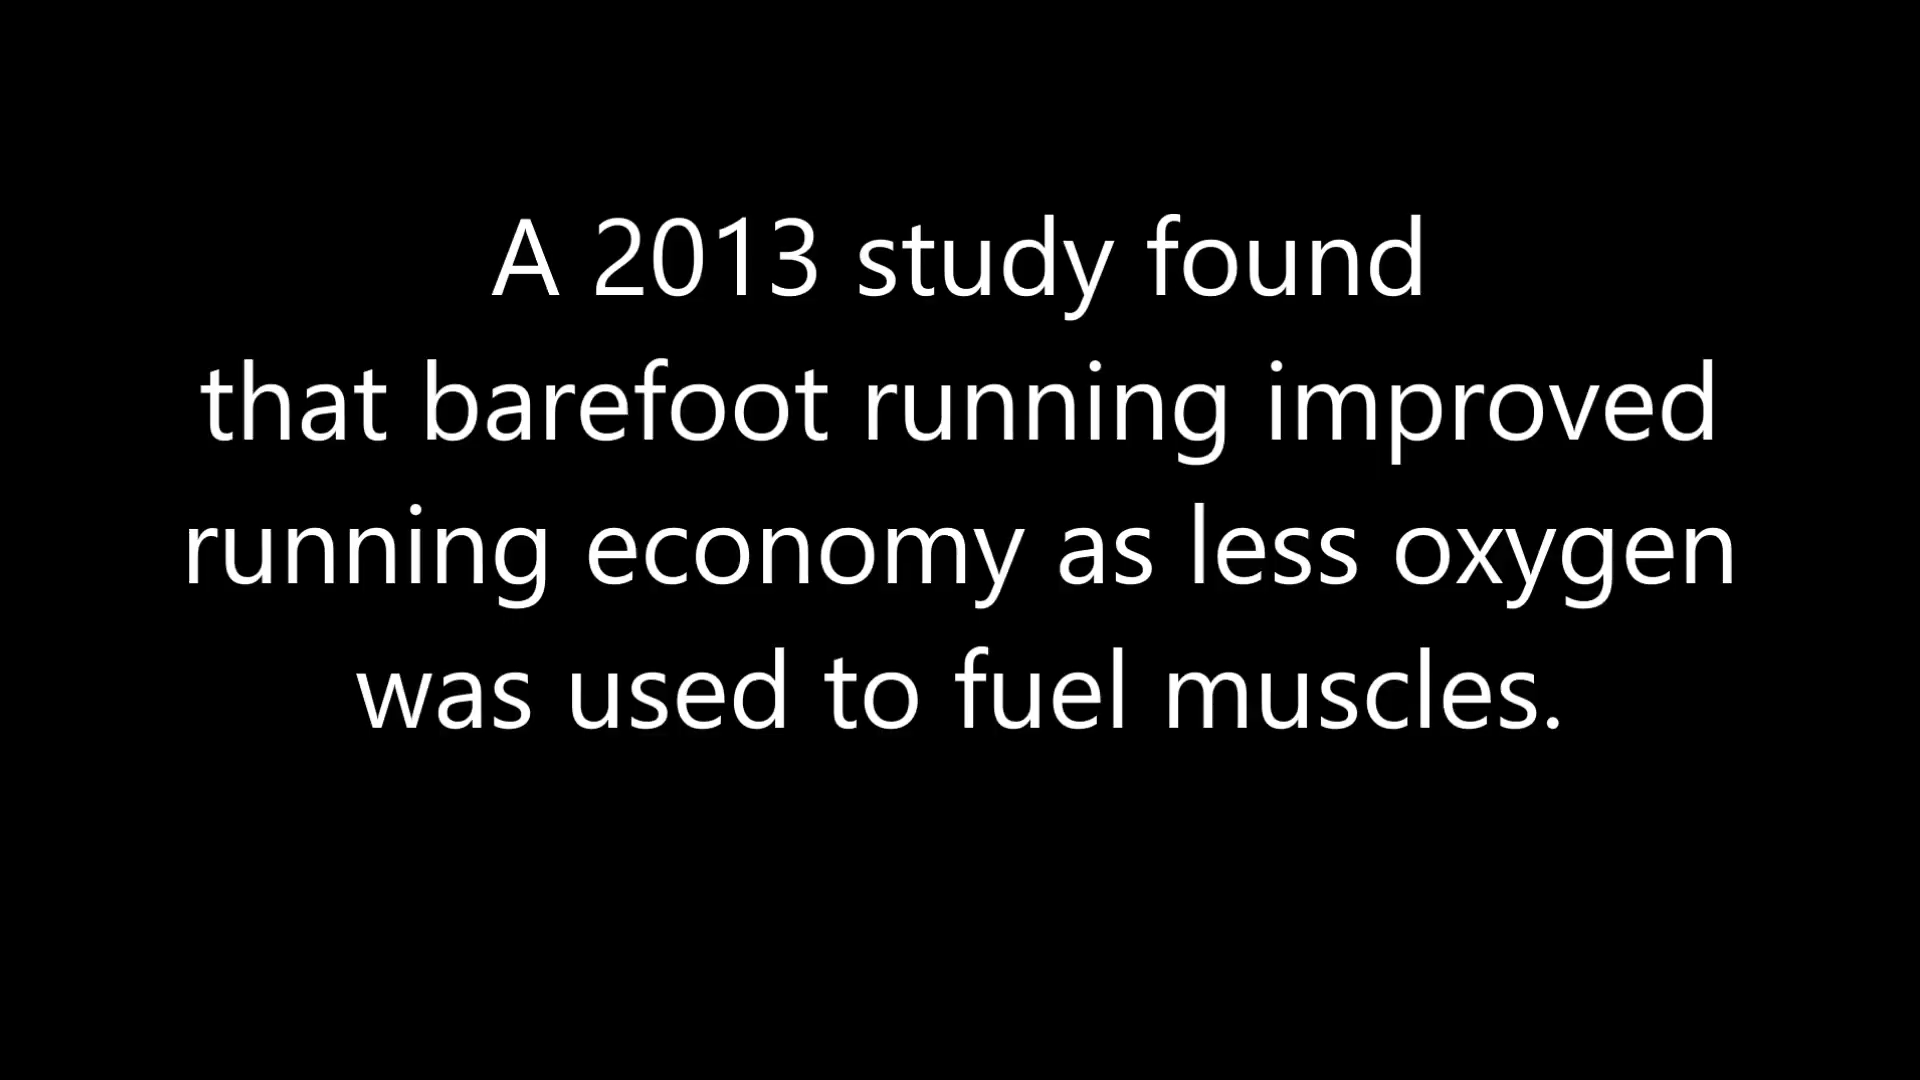 A 2013 study found
that barefoot running improved
running economy as less oxygen
was used to fuel muscles.